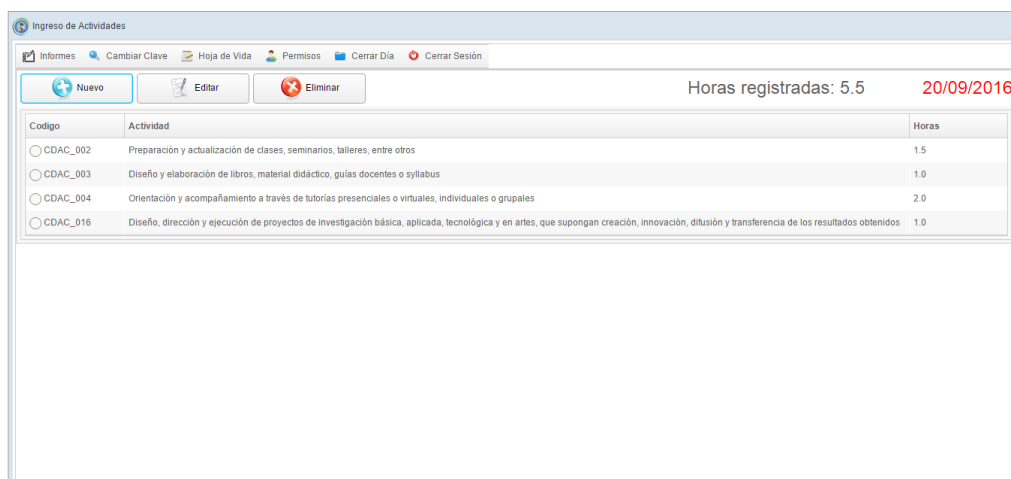 Ingreso de Actividades
Informes Cambiar Clave Hoja de Vida Permisos Cerrar Día Cerrar Sesión
Nuevo Editar Eliminar Horas registradas: 5.5 20/09/2016
Codigo Actividad Horas
CDAC_002 Preparación y actualización de clases, seminarios, talleres, entre otros 1.5
CDAC_003 Diseño y elaboración de libros, material didáctico, guías docentes o syllabus 1.0
CDAC_004 Orientación y acompañamiento a través de tutorías presenciales o virtuales, individuales o grupales 2.0
CDAC_016 Diseño, dirección y ejecución de proyectos de investigación básica, aplicada, tecnológica y en artes, que supongan creación, innovación, difusión y transferencia de los resultados obtenidos 1.0